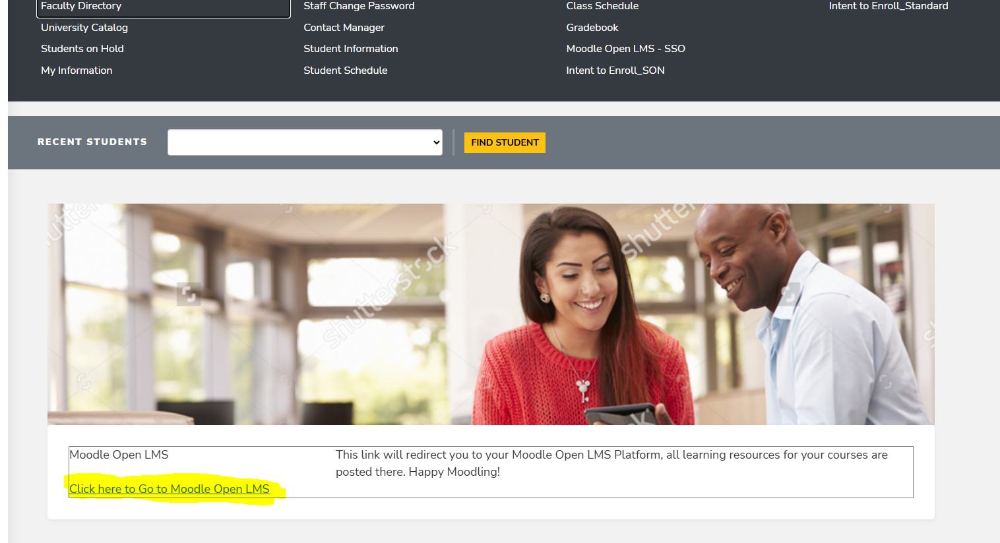 Faculty Directory
Staff Change Password
Class Schedule
Intent to Enroll_Standard
University Catalog
Contact Manager
Gradebook
Students on Hold
Student Information
Moodle Open LMS - SSO
My Information
Student Schedule
Intent to Enroll_SON
RECENT STUDENTS
FIND STUDENT
shutterstock
shutterstock
shutte
Moodle Open LMS
This link will redirect you to your Moodle Open LMS Platform, all learning resources for your courses are
posted there. Happy Moodling!
Click here to Go to Moodle Open LMS